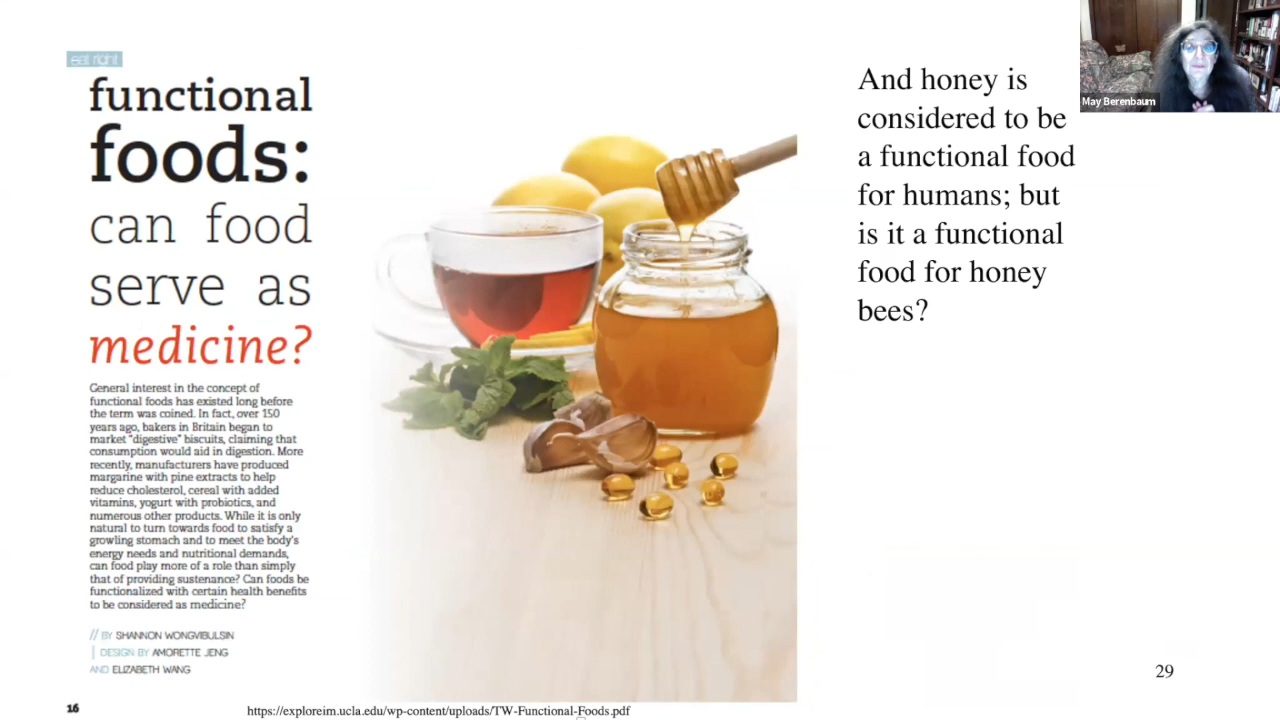 eat right
functional
foods:
can food
serve as
medicine?
General interest in the concept of
functional foods has existed long before
the term was coined. In fact, over 150
years ago, bakers in Britain began to
market "digestive" biscuits, claiming that
consumption would aid in digestion. More
recently, manufacturers have produced
margarine with pine extracts to help
reduce cholesterol, cereal with added
vitamins, yogurt with probiotics, and
numerous other products. While it is only
natural to turn towards food to satisfy a
growling stomach and to meet the body's
energy needs and nutritional demands,
can food play more of a role than simply
that of providing sustenance? Can foods be
functionalized with certain health benefits
to be considered as medicine?
// BY SHANNON WONGVIBULSIN
| DESIGN BY AMORETTE JENG
AND ELIZABETH WANG
16
https://exploreim.ucla.edu/wp-content/uploads/TW-Functional-Foods.pdf
And honey is
considered to be
a functional food
for humans; but
is it a functional
food for honey
bees?
May Berenbaum
29